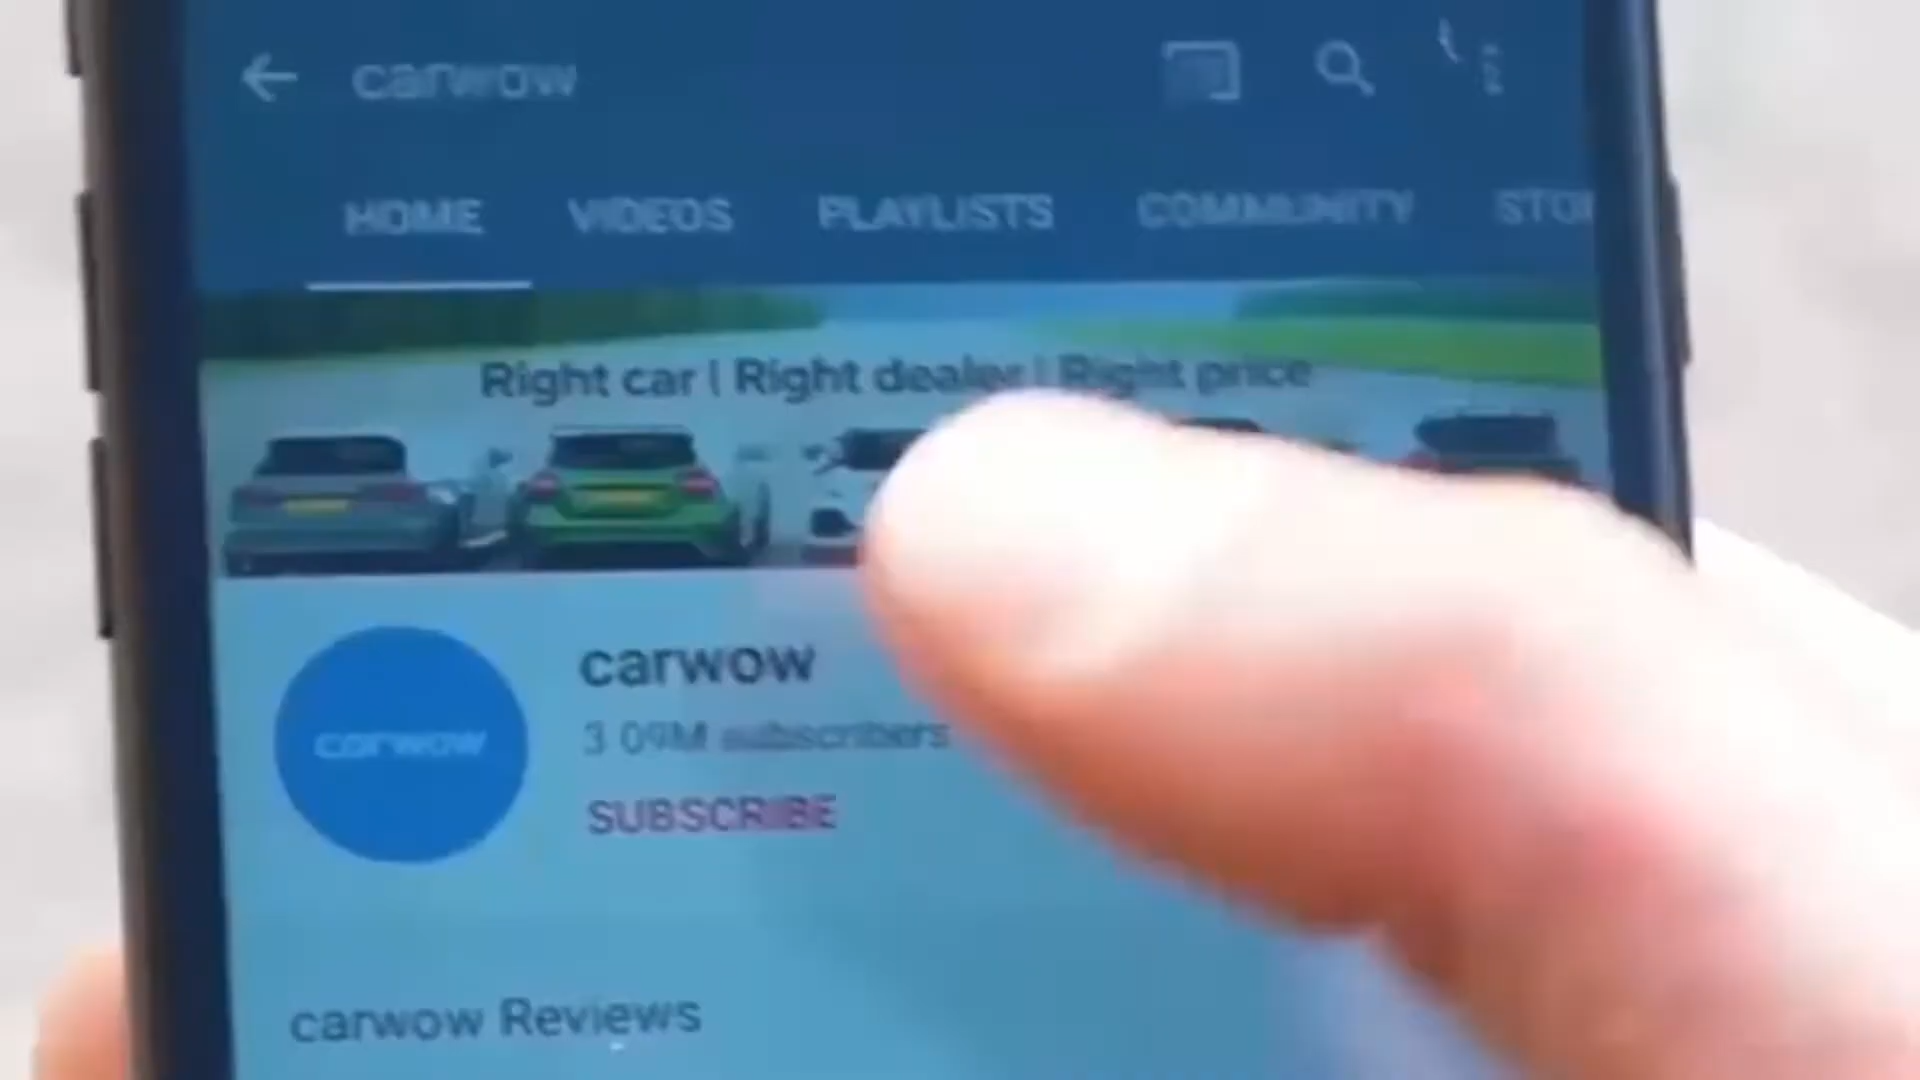 carwow
HOME VIDEOS PLAYLISTS COMMUNITY STOR
Right car | Right dealer | Right price
carwow
carwow
3.09M subscribers
SUBSCRIBE
carwow Reviews